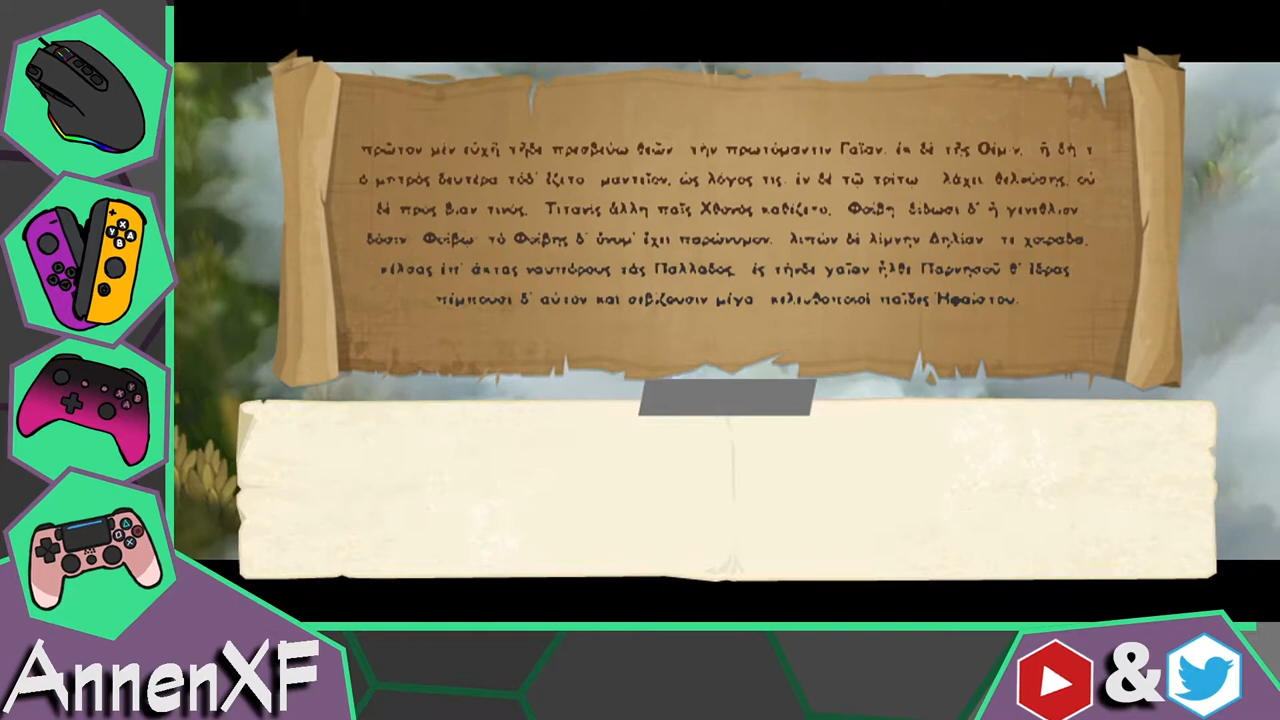 πρῶτον μὲν εὐχῇ τῇδε πρεσβεύω θεῶν τὴν πρωτόμαντιν Γαῖαν. ἐκ δὲ τῆς Θέμιν, ἣ δὴ τ
ὸ μητρὸς δευτέρα τόδ᾽ ἕζετο μαντεῖον, ὡς λόγος τις. ἐν δὲ τῷ τρίτῳ λάχει, θελούσης, οὐ
δὲ πρὸς βίαν τινός, Τιτανὶς ἄλλη παῖς Χθονὸς καθέζετο, Φοίβη δίδωσι δ᾽ ἣ γενέθλιον
δόσιν Φοίβῳ τὸ Φοίβης δ᾽ ὄνομ᾽ ἔχει παρώνυμον. λιπὼν δὲ λίμνην Δηλίαν τε χοιράδα,
κέλσας ἐπ᾽ ἀκτὰς ναυπόρους τὰς Παλλάδος, ἐς τήνδε γαῖαν ἦλθε Παρνησοῦ θ᾽ ἕδρας
πέμπουσι δ᾽ αὐτὸν καὶ σεβίζουσιν μέγα κελευθοποιοὶ παῖδες Ἡφαίστου.
AnnenXF
&